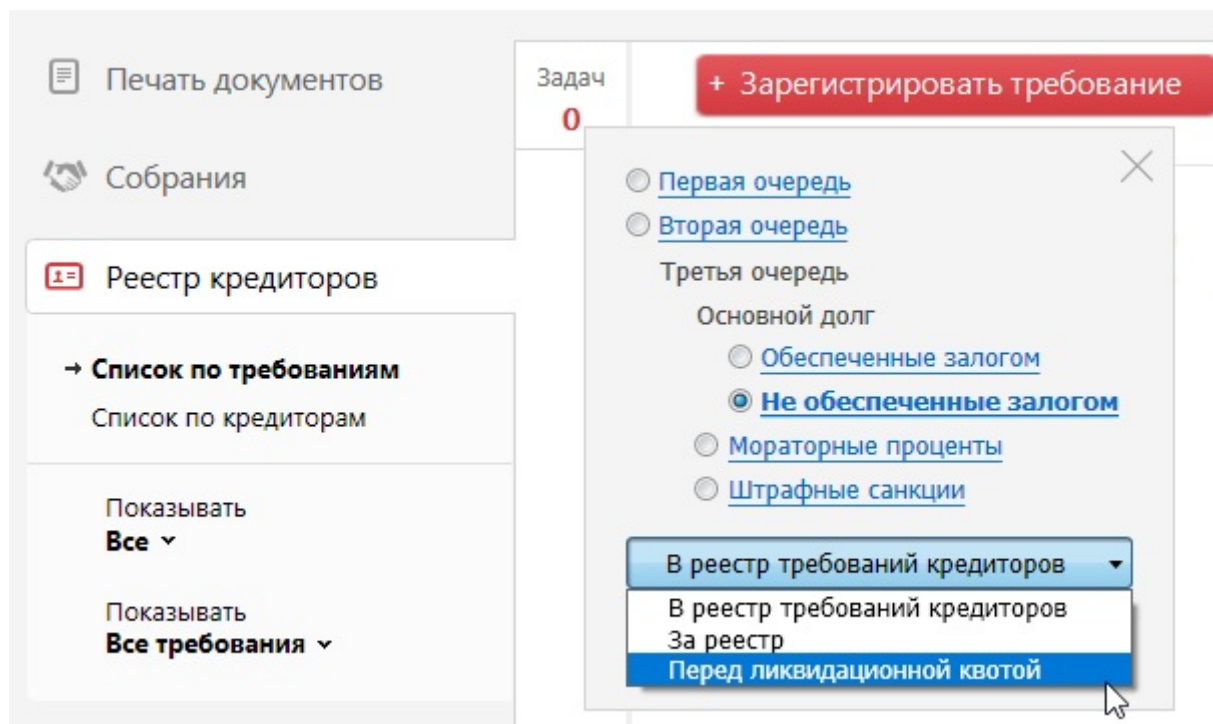 Печать документов
Собрания
Реестр кредиторов
→ Список по требованиям
Список по кредиторам
Показывать
Все
Показывать
Все требования
Задач
0
+ Зарегистрировать требование
Первая очередь
Вторая очередь
Третья очередь
Основной долг
Обеспеченные залогом
Не обеспеченные залогом
Мораторные проценты
Штрафные санкции
В реестр требований кредиторов
В реестр требований кредиторов
За реестр
Перед ликвидационной квотой